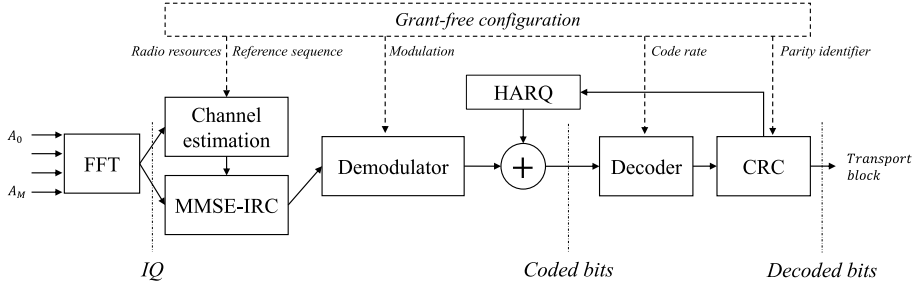 Grant-free configuration
Radio resources Reference sequence Modulation Code rate Parity identifier
HARQ
Channel
estimation
A0
AM
FFT
MMSE-IRC
Demodulator
+
Decoder
CRC
Transport
block
IQ
Coded bits
Decoded bits